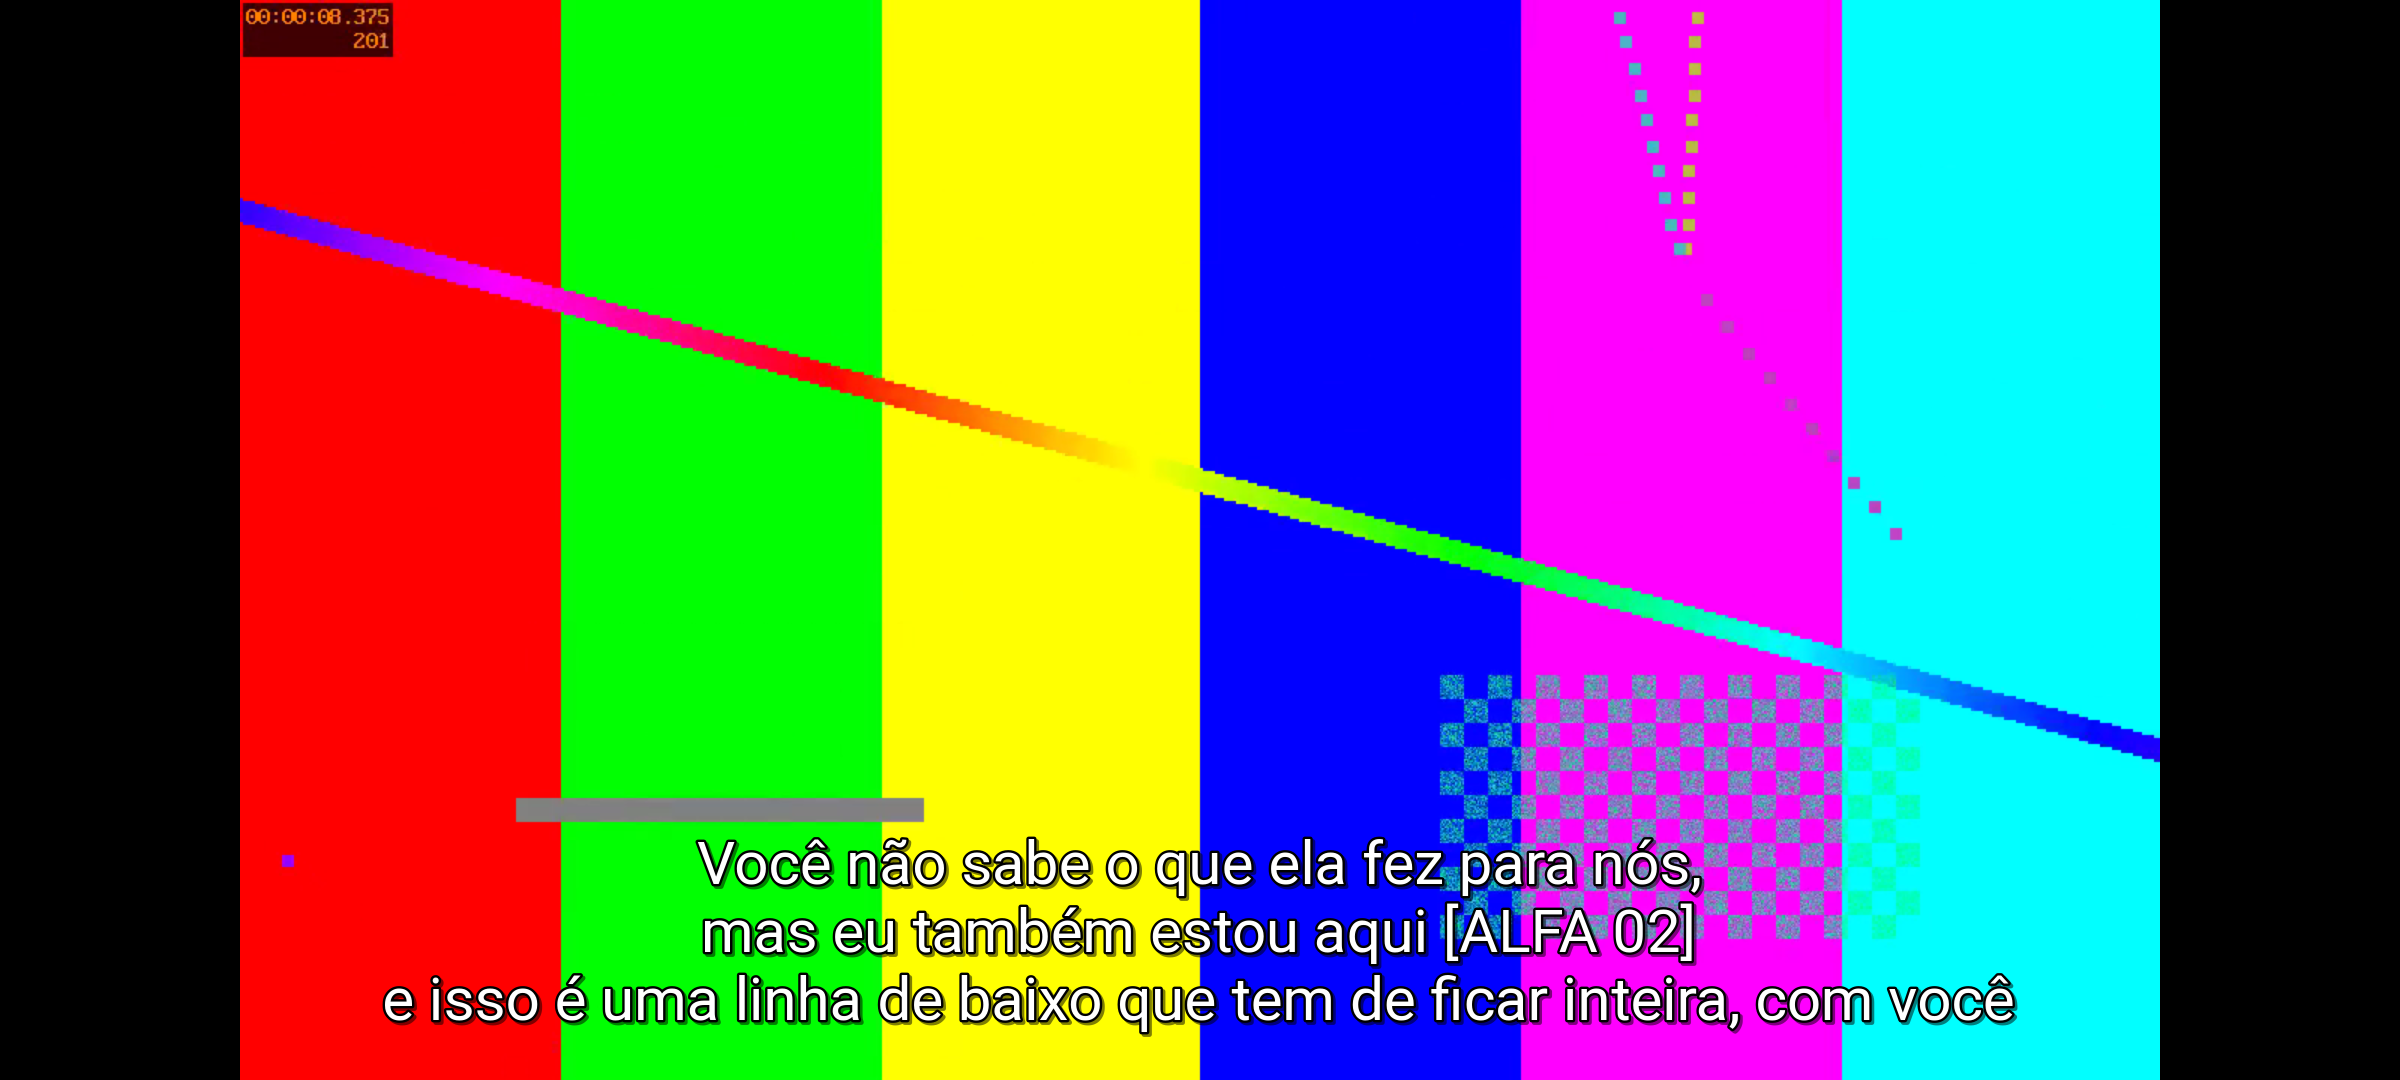 00:00:08.375
201
Você não sabe o que ela fez para nós,
mas eu também estou aqui [ALFA 02]
e isso é uma linha de baixo que tem de ficar inteira, com você